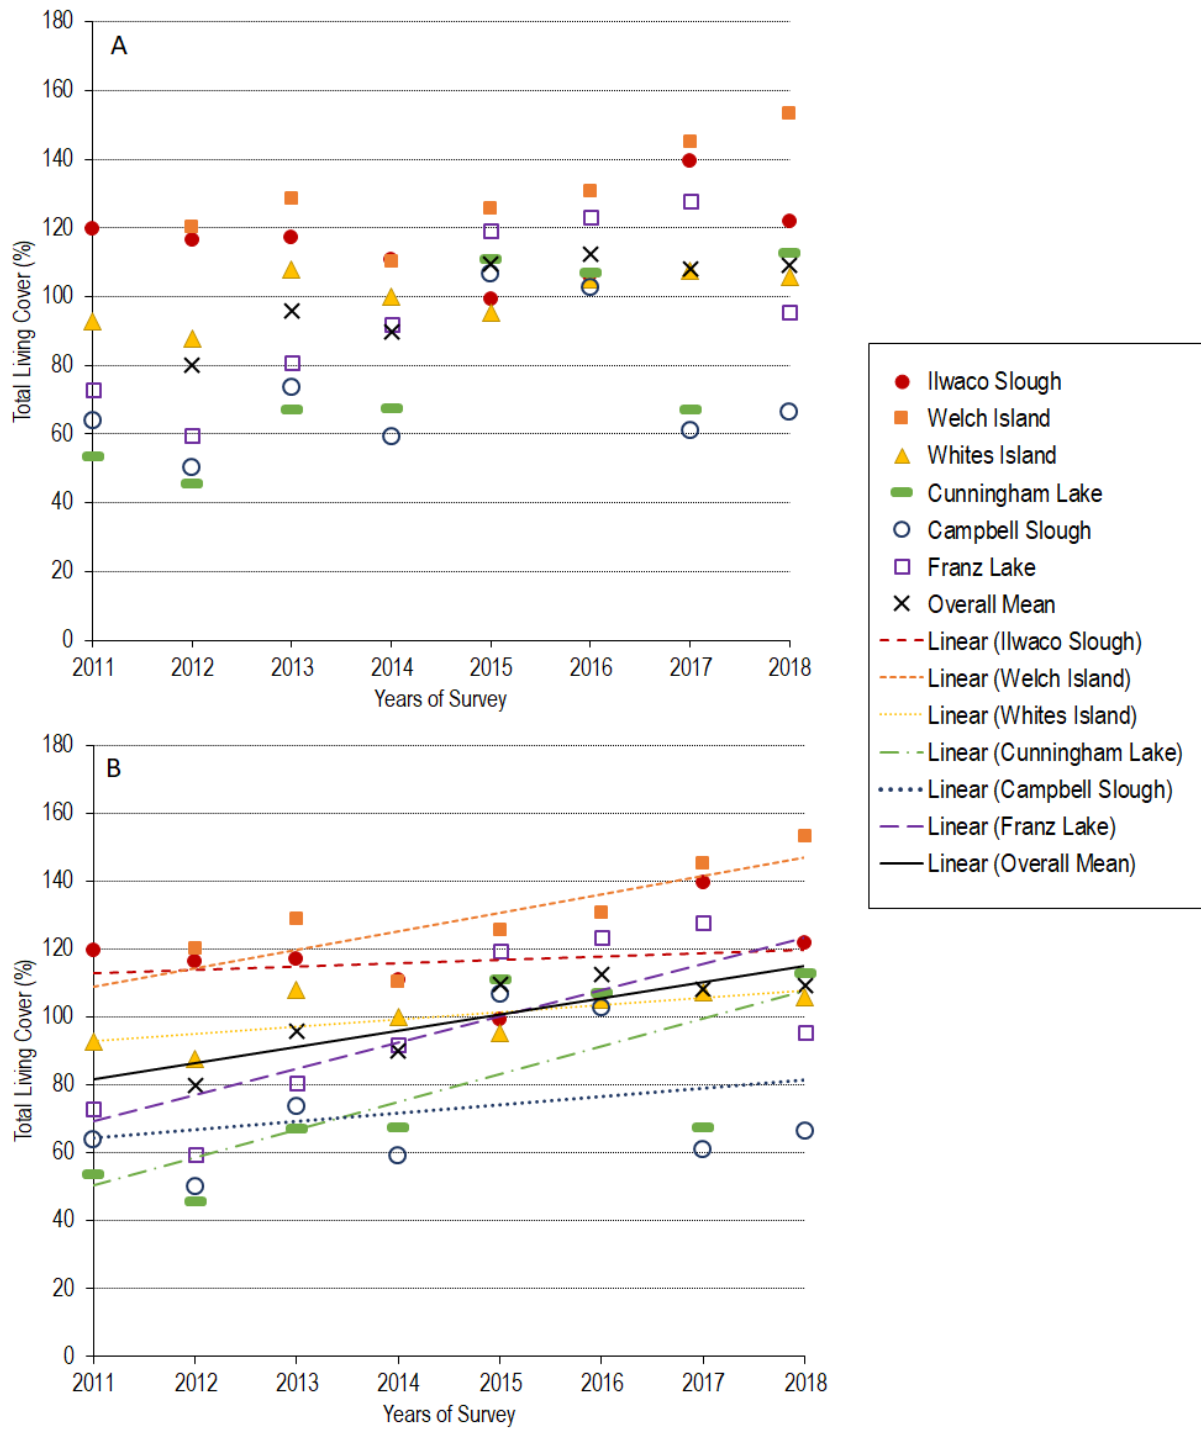 180
A
160
140
120
100
80
60
40
20
0
Total Living Cover (%)
2011 2012 2013 2014 2015 2016 2017 2018
Years of Survey
Ilwaco Slough
Welch Island
Whites Island
Cunningham Lake
Campbell Slough
Franz Lake
Overall Mean
Linear (Ilwaco Slough)
Linear (Welch Island)
Linear (Whites Island)
Linear (Cunningham Lake)
Linear (Campbell Slough)
Linear (Franz Lake)
Linear (Overall Mean)
180
B
160
140
120
100
80
60
40
20
0
Total Living Cover (%)
2011 2012 2013 2014 2015 2016 2017 2018
Years of Survey